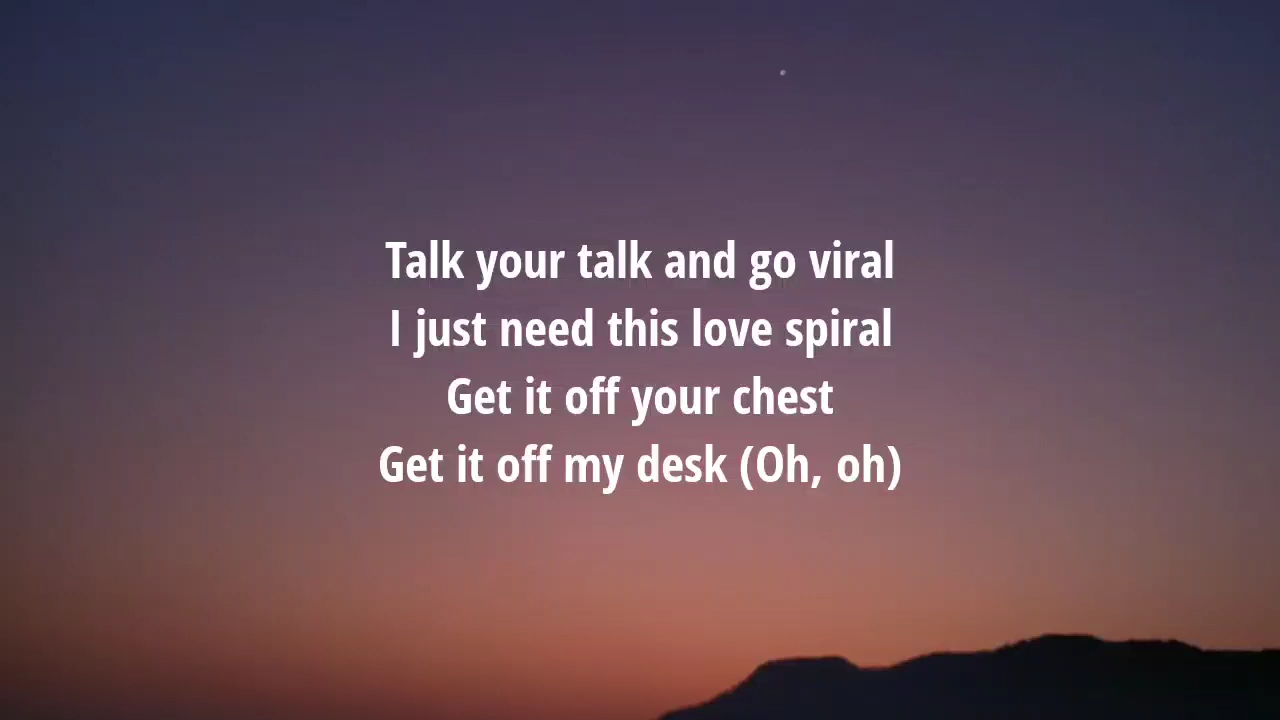 Talk your talk and go viral
I just need this love spiral
Get it off your chest
Get it off my desk (Oh, oh)